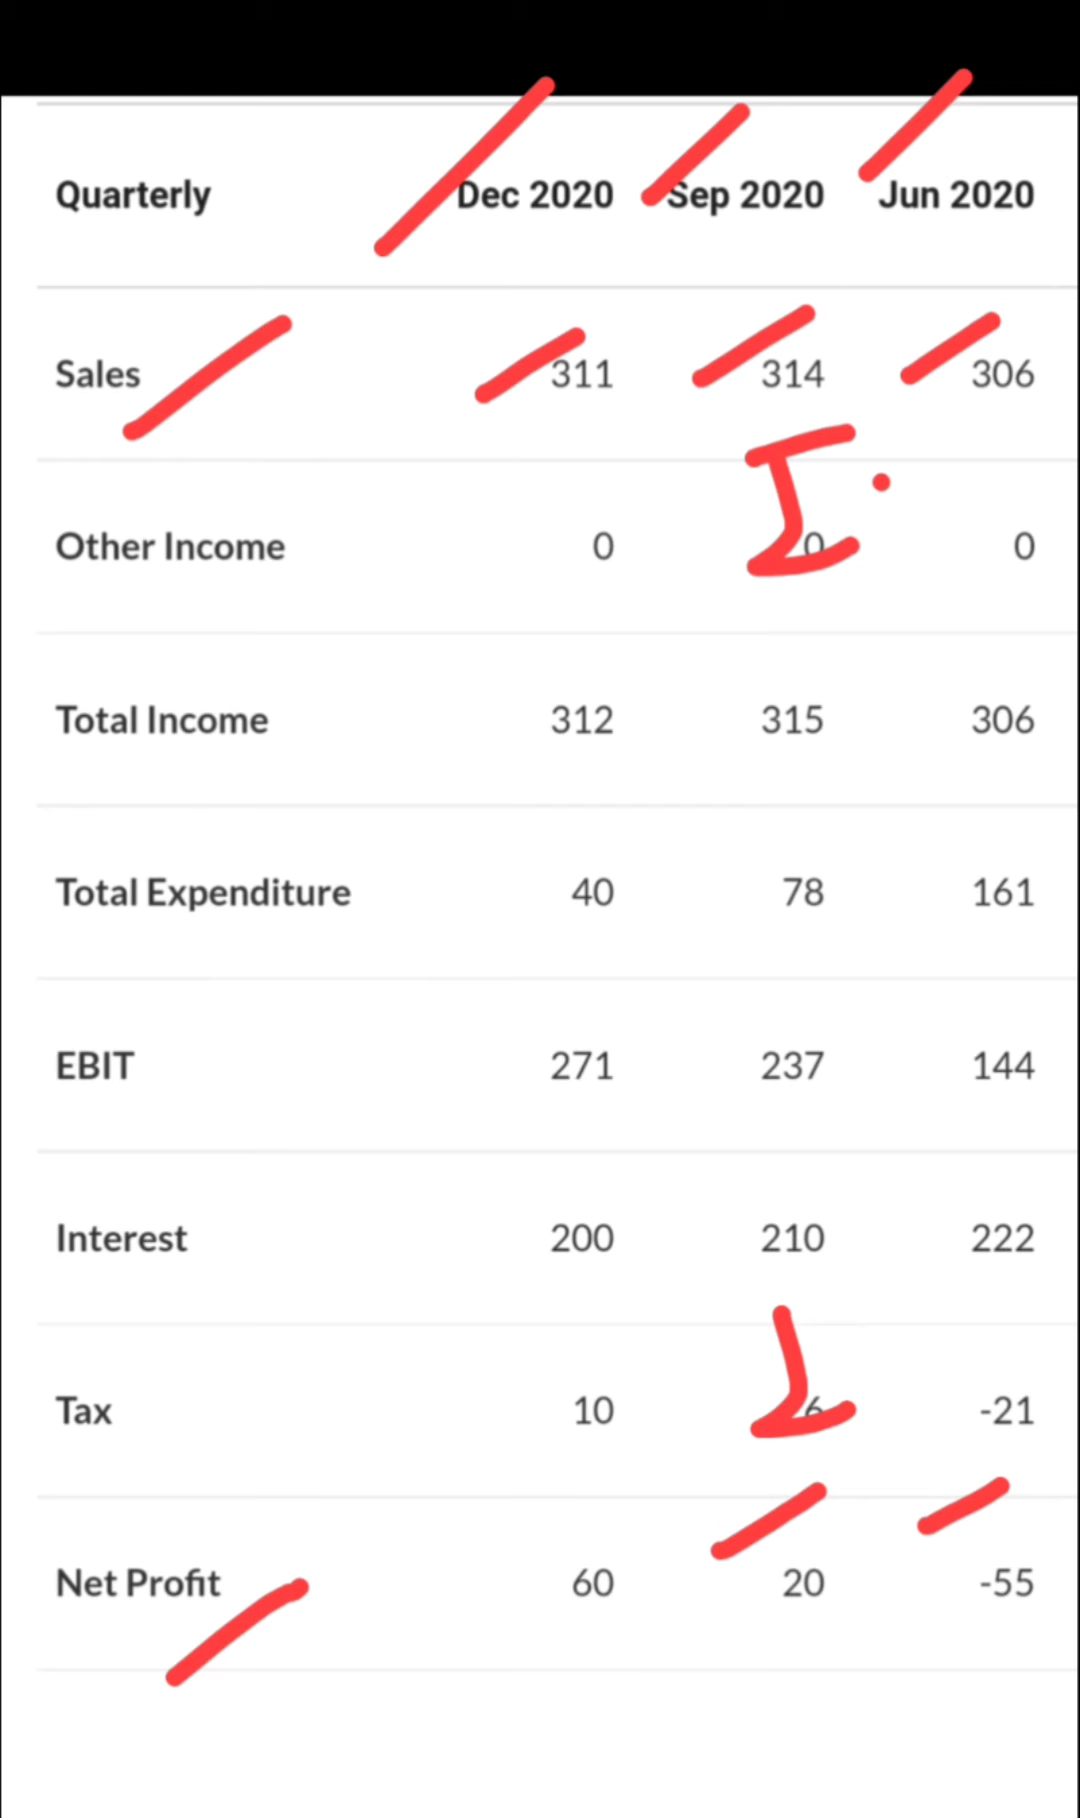 Quarterly Dec 2020 Sep 2020 Jun 2020
Sales 311 314 306
Other Income 0 0 0
Total Income 312 315 306
Total Expenditure 40 78 161
EBIT 271 237 144
Interest 200 210 222
Tax 10 6 -21
Net Profit 60 20 -55